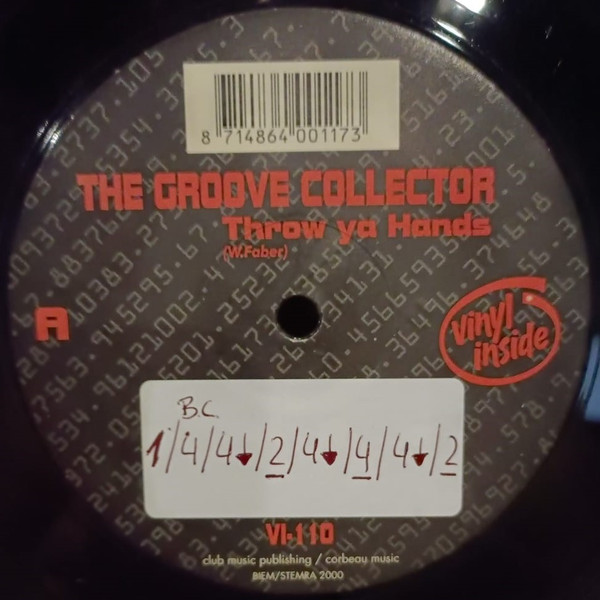 8 714864 001173
THE GROOVE COLLECTOR
Throw ya Hands
(W.Faber)
A
vinyl
inside
B.C.
1/4/4↓/2/4↓/4/4↓/2
VI-110
club music publishing / corbeau music
BIEM/STEMRA 2000